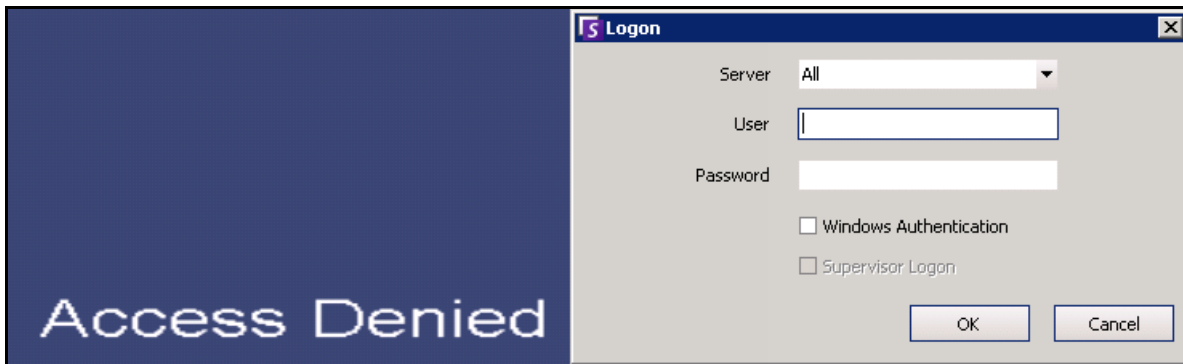 Access Denied
Logon
Server All
User
Password
Windows Authentication
Supervisor Logon
OK Cancel